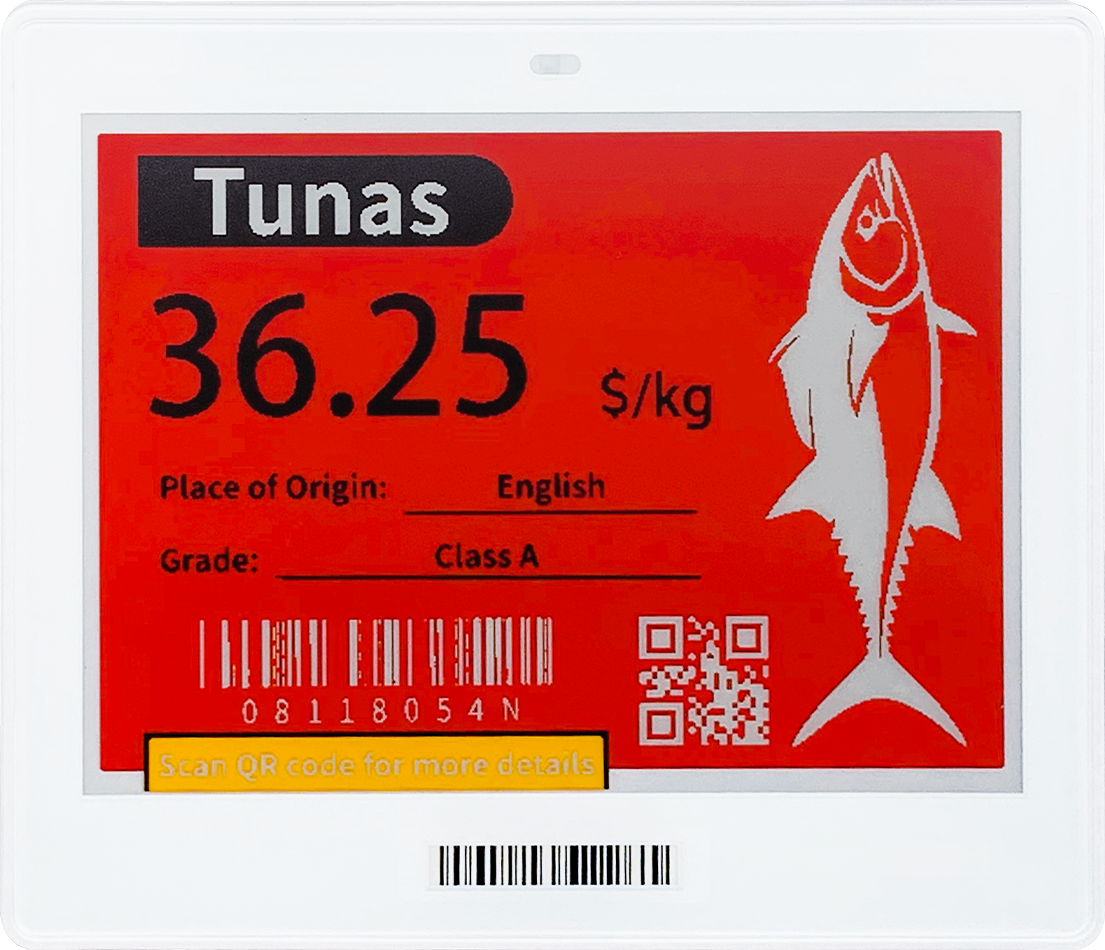 Tunas
36.25 $/kg
Place of Origin: English
Grade: Class A
08118054N
Scan QR code for more details